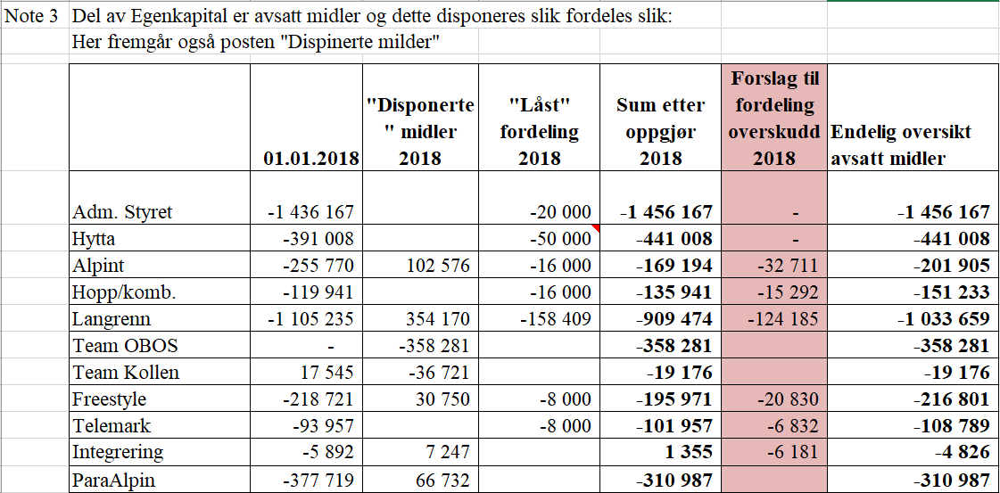 Note 3 Del av Egenkapital er avsatt midler og dette disponeres slik fordeles slik:
Her fremgår også posten "Dispinerte milder"
01.01.2018 "Disponerte " midler 2018 "Låst" fordeling 2018 Sum etter oppgjør 2018 Forslag til fordeling overskudd 2018 Endelig oversikt avsatt midler
Adm. Styret -1 436 167 -20 000 -1 456 167 - -1 456 167
Hytta -391 008 -50 000 -441 008 - -441 008
Alpint -255 770 102 576 -16 000 -169 194 -32 711 -201 905
Hopp/komb. -119 941 -16 000 -135 941 -15 292 -151 233
Langrenn -1 105 235 354 170 -158 409 -909 474 -124 185 -1 033 659
Team OBOS - -358 281 -358 281 -358 281
Team Kollen 17 545 -36 721 -19 176 -19 176
Freestyle -218 721 30 750 -8 000 -195 971 -20 830 -216 801
Telemark -93 957 -8 000 -101 957 -6 832 -108 789
Integrering -5 892 7 247 1 355 -6 181 -4 826
ParaAlpin -377 719 66 732 -310 987 -310 987